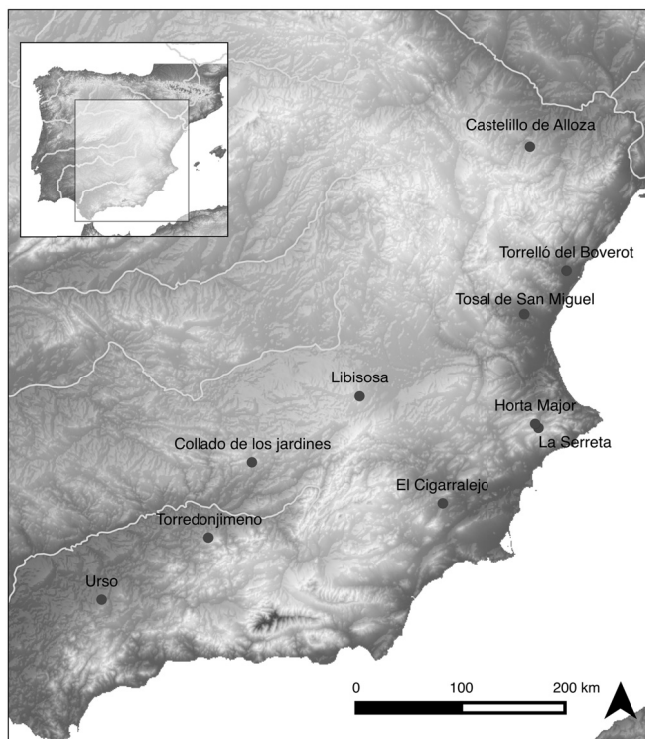 Castelillo de Alloza
Torrelló del Boverot
Tosal de San Miguel
Libisosa
Horta Major
La Serreta
Collado de los jardines
El Cigarralejo
Torredonjimeno
Urso
0 100 200 km